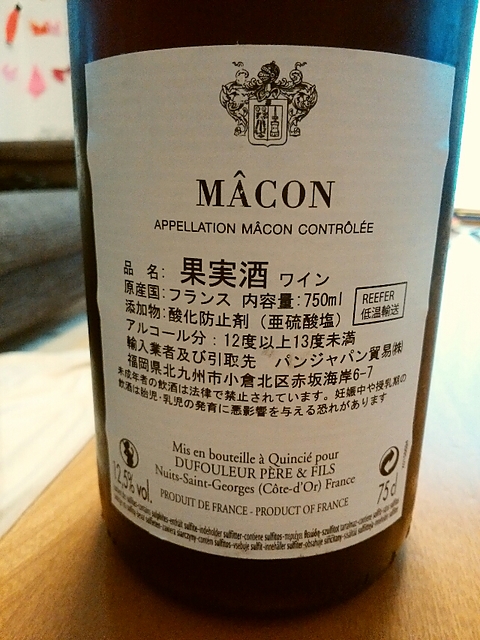 MÂCON
APPELLATION MÂCON CONTRÔLÉE
品 名: 果実酒 ワイン
原産国:フランス 内容量:750ml
添加物:酸化防止剤 (亜硫酸塩)
REEFER
低温輸送
アルコール分:12度以上13度未満
輸入業者及び引取先 パンジャパン貿易㈱
福岡県北九州市小倉北区赤坂海岸6-7
未成年者の飲酒は法律で禁止されています。妊娠中や授乳期の
飲酒は胎児・乳児の発育に悪影響を与える恐れがあります
Mis en bouteille à Quincié pour
DUFOULEUR PÈRE & FILS
Nuits-Saint-Georges (Côte-d'Or) France
12,5% vol.
75 cl
PRODUIT DE FRANCE - PRODUCT OF FRANCE